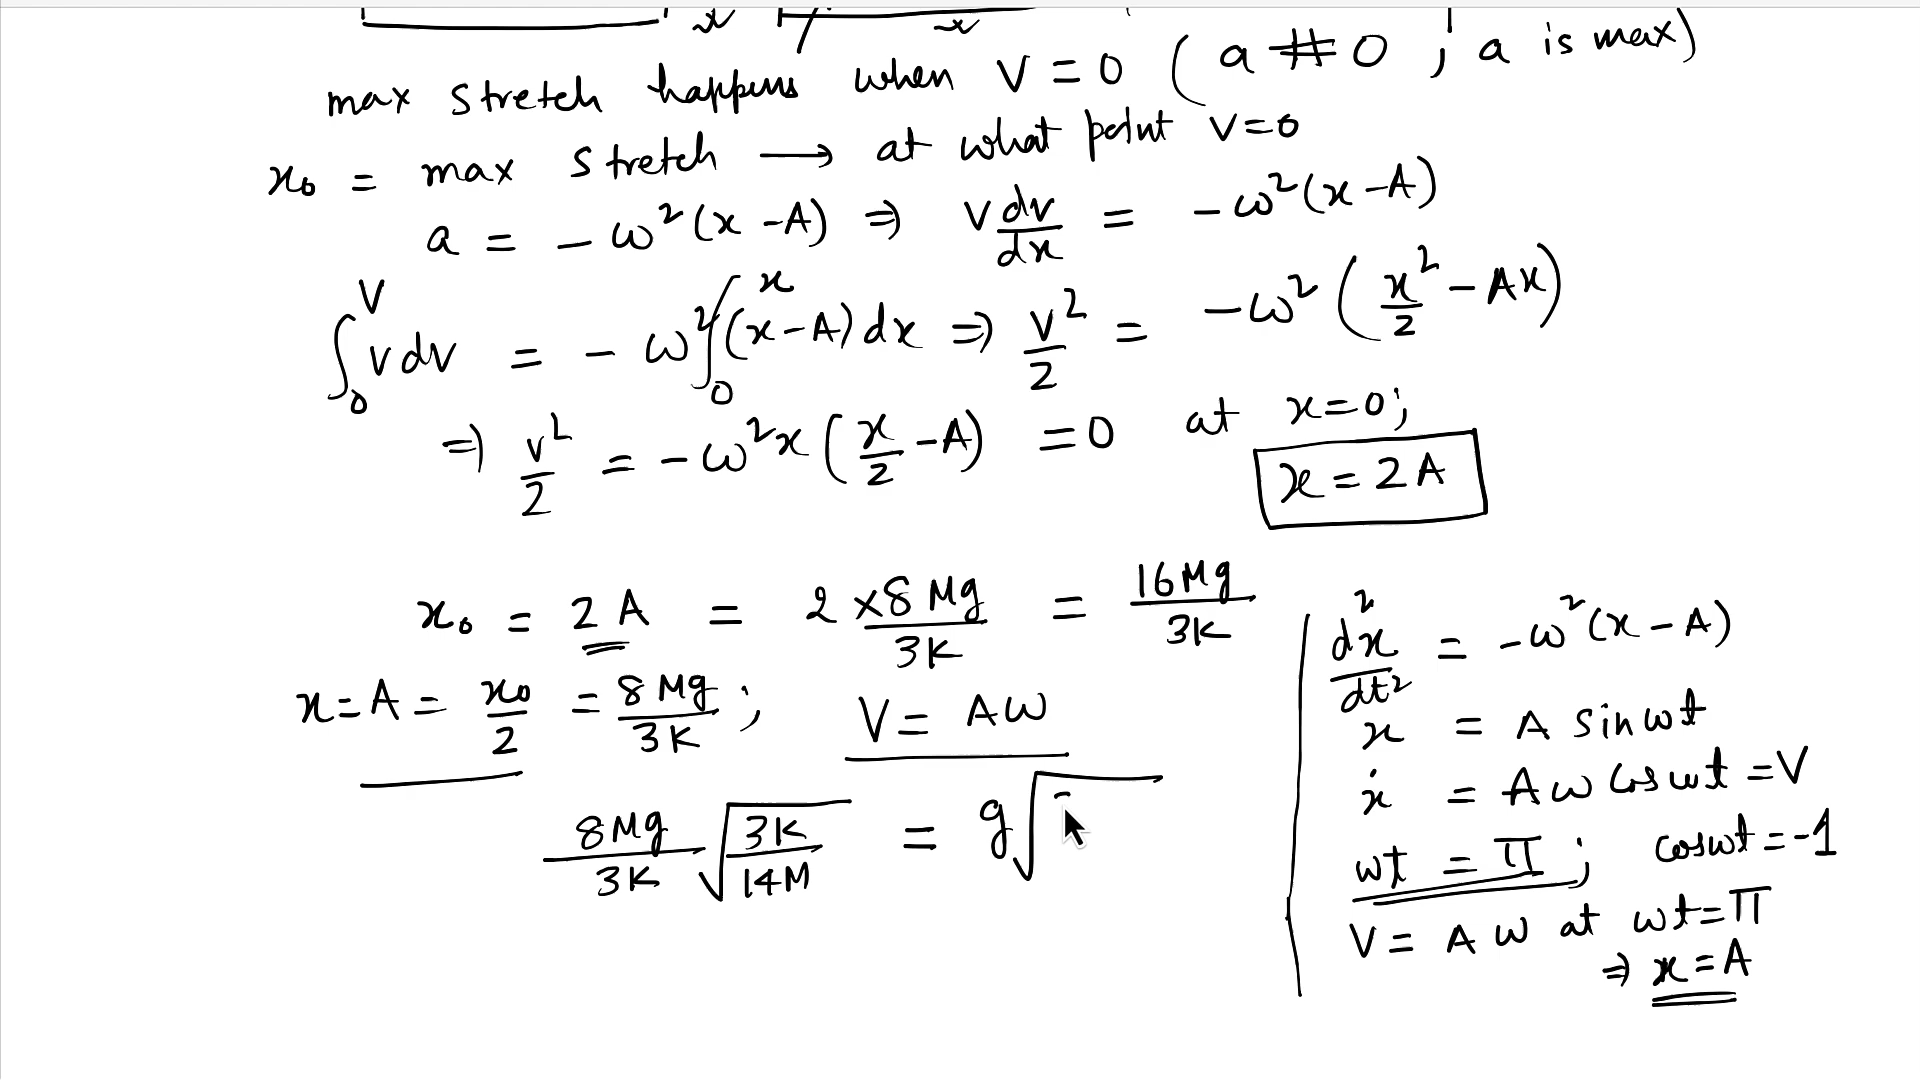 x x
max stretch happens when V = 0 ( a ≠ 0 ; a is max)
x₀ = max stretch → at what point V=0
a = -ω²(x-A) ⇒ v dv/dx = -ω²(x-A)
∫₀^V v dv = -ω² ∫₀^x (x-A) dx ⇒ v²/2 = -ω² (x²/2 - Ax)
⇒ v²/2 = -ω²x (x/2 - A) = 0 at x=0;
x = 2A
x₀ = 2A = 2 × 8Mg/3K = 16Mg/3K
x = A = x₀/2 = 8Mg/3K ; V = Aω
8Mg/3K √(3K/14M) = g√
d²x/dt² = -ω²(x-A)
x = A sinωt
ẋ = Aω cosωt = V
ωt = π ; cosωt = -1
V = Aω at ωt=π
⇒ x = A